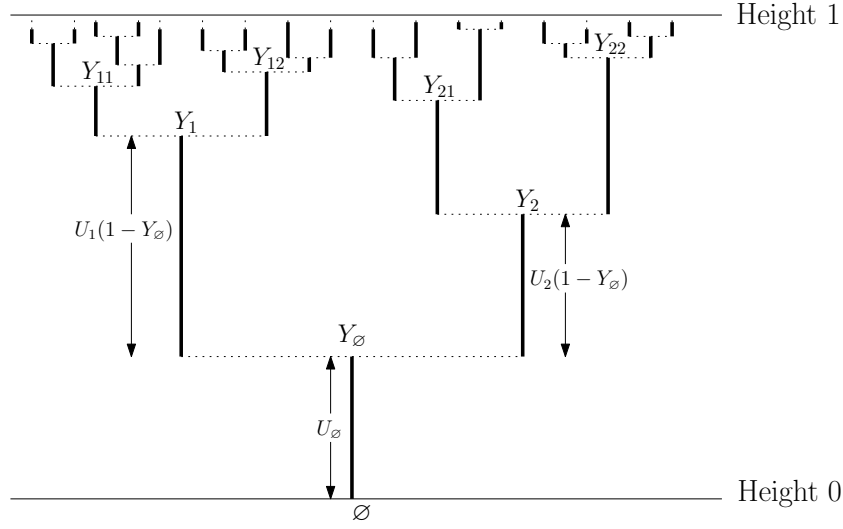 Height 1
Y₂₂
Y₁₂
Y₁₁
Y₂₁
Y₁
Y₂
U₁(1 − Y∅)
U₂(1 − Y∅)
Y∅
U∅
Height 0
∅